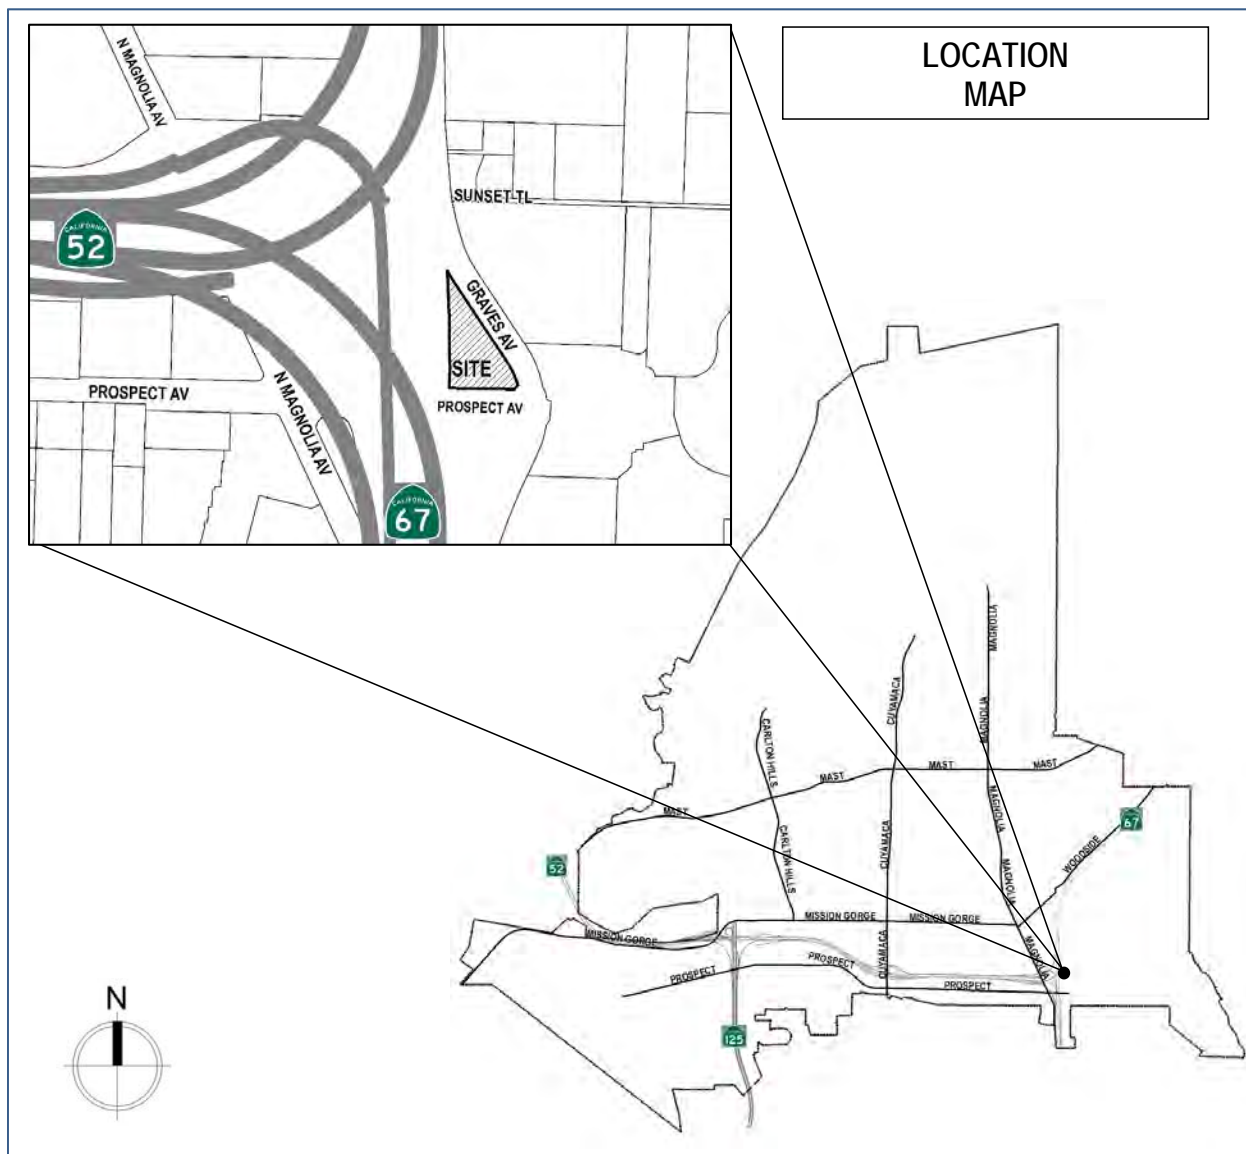 LOCATION
MAP
N MAGNOLIA AV
SUNSET TL
CALIFORNIA
52
GRAVES AV
SITE
PROSPECT AV
PROSPECT AV
N MAGNOLIA AV
CALIFORNIA
67
MAGNOLIA
CUYAMACA
MAGNOLIA
CARLTON HILLS
MAST
MAST
MAST
MAST
MAGNOLIA
67
CUYAMACA
CARLTON HILLS
WOODSIDE
52
MAGNOLIA
MISSION GORGE
MISSION GORGE
MISSION GORGE
CUYAMACA
MAGNOLIA
PROSPECT
PROSPECT
PROSPECT
125
N